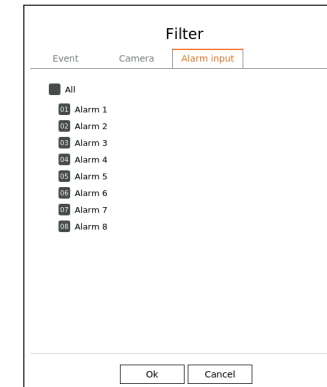 Filter
Event Camera Alarm input
All
01 Alarm 1
02 Alarm 2
03 Alarm 3
04 Alarm 4
05 Alarm 5
06 Alarm 6
07 Alarm 7
08 Alarm 8
Ok Cancel